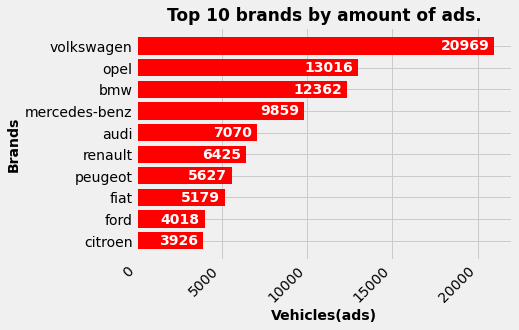 Top 10 brands by amount of ads.
volkswagen 20969
opel 13016
bmw 12362
mercedes-benz 9859
audi 7070
renault 6425
peugeot 5627
fiat 5179
ford 4018
citroen 3926
Brands
0 5000 10000 15000 20000
Vehicles(ads)